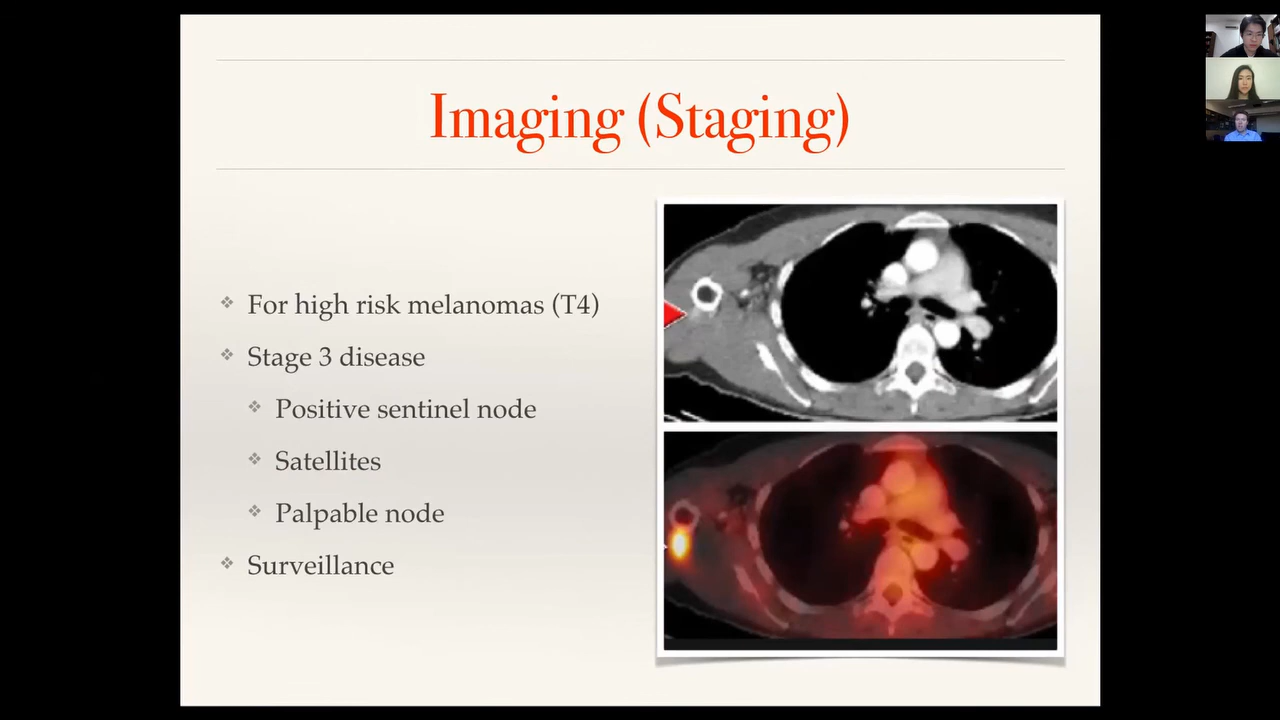 Imaging (Staging)
For high risk melanomas (T4)
Stage 3 disease
Positive sentinel node
Satellites
Palpable node
Surveillance